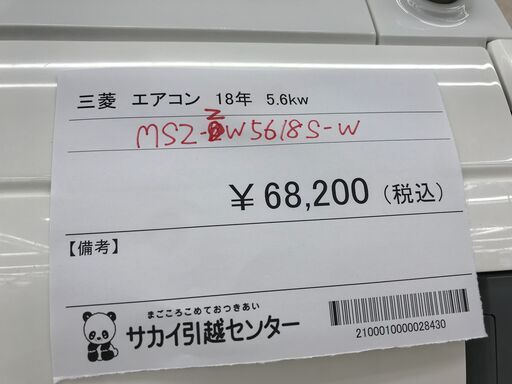 三菱 エアコン 18年 5.6kw
MSZ-ZW5618S-W
￥68,200（税込）
【備考】
まごころこめておつきあい
サカイ引越センター
2100010000028430